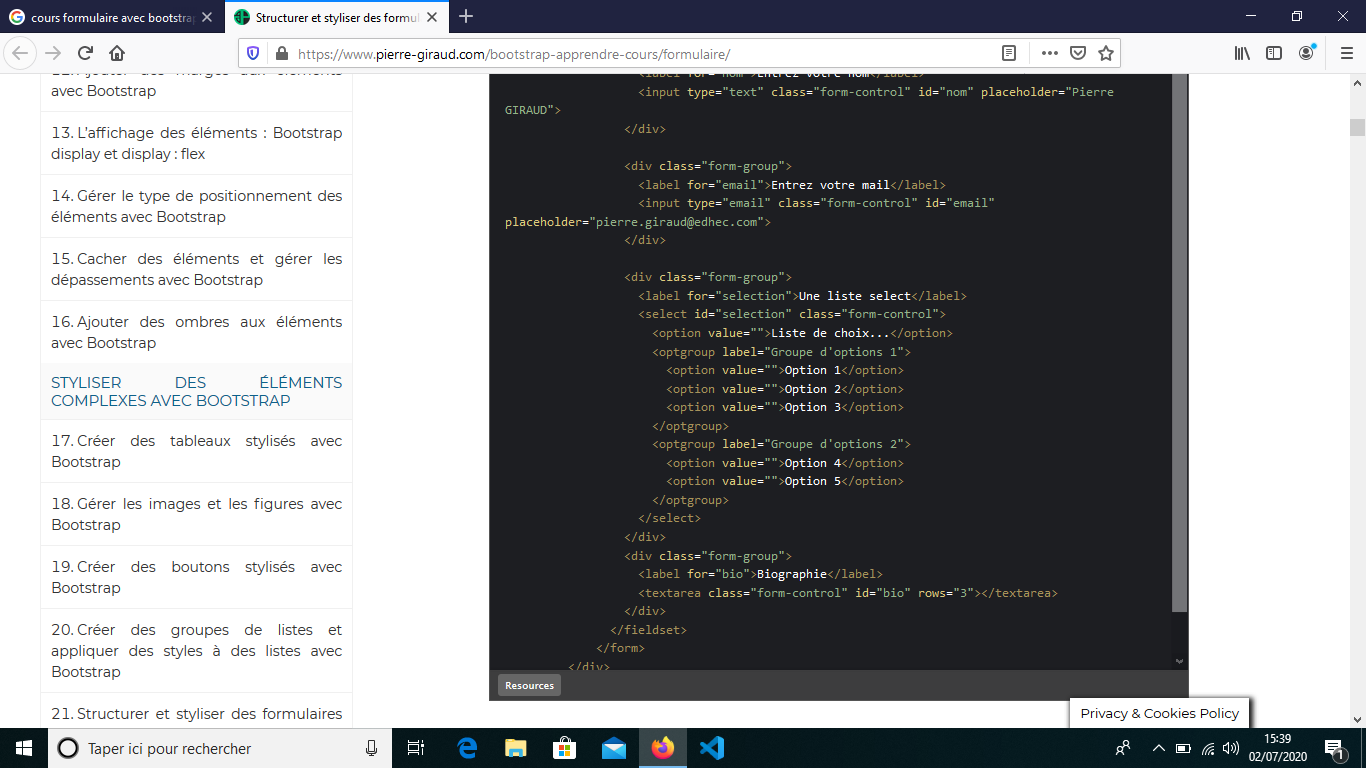 cours formulaire avec bootstra
Structurer et styliser des formul
https://www.pierre-giraud.com/bootstrap-apprendre-cours/formulaire/
avec Bootstrap
13. L'affichage des éléments : Bootstrap
display et display : flex
14. Gérer le type de positionnement des
éléments avec Bootstrap
15. Cacher des éléments et gérer les
dépassements avec Bootstrap
16. Ajouter des ombres aux éléments
avec Bootstrap
STYLISER DES ÉLÉMENTS
COMPLEXES AVEC BOOTSTRAP
17. Créer des tableaux stylisés avec
Bootstrap
18. Gérer les images et les figures avec
Bootstrap
19. Créer des boutons stylisés avec
Bootstrap
20. Créer des groupes de listes et
appliquer des styles à des listes avec
Bootstrap
21. Structurer et styliser des formulaires
<label for="nom">Entrez votre nom</label>
<input type="text" class="form-control" id="nom" placeholder="Pierre
GIRAUD">
</div>
<div class="form-group">
<label for="email">Entrez votre mail</label>
<input type="email" class="form-control" id="email"
placeholder="pierre.giraud@edhec.com">
</div>
<div class="form-group">
<label for="selection">Une liste select</label>
<select id="selection" class="form-control">
<option value="">Liste de choix...</option>
<optgroup label="Groupe d'options 1">
<option value="">Option 1</option>
<option value="">Option 2</option>
<option value="">Option 3</option>
</optgroup>
<optgroup label="Groupe d'options 2">
<option value="">Option 4</option>
<option value="">Option 5</option>
</optgroup>
</select>
</div>
<div class="form-group">
<label for="bio">Biographie</label>
<textarea class="form-control" id="bio" rows="3"></textarea>
</div>
</fieldset>
</form>
</div>
Resources
Privacy & Cookies Policy
Taper ici pour rechercher
15:39
02/07/2020
1